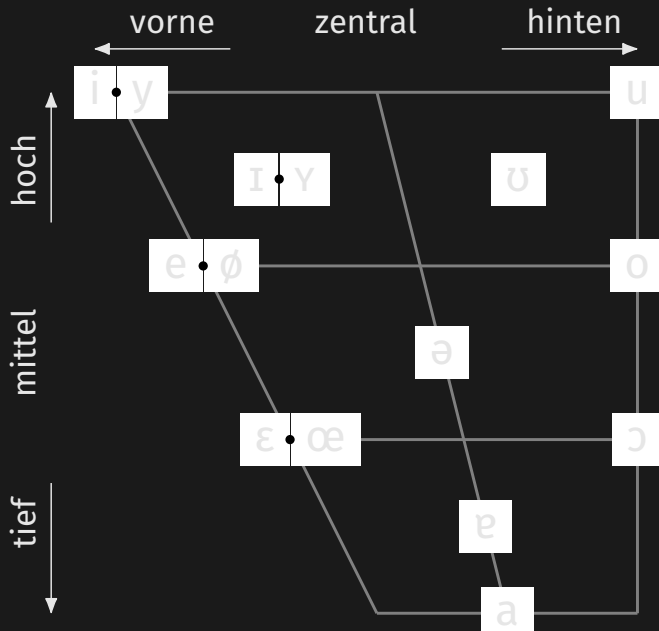 vorne zentral hinten
hoch
i y u
ɪ ʏ ʊ
e ø o
mittel
ə
ɛ œ ɔ
tief
ɐ
a